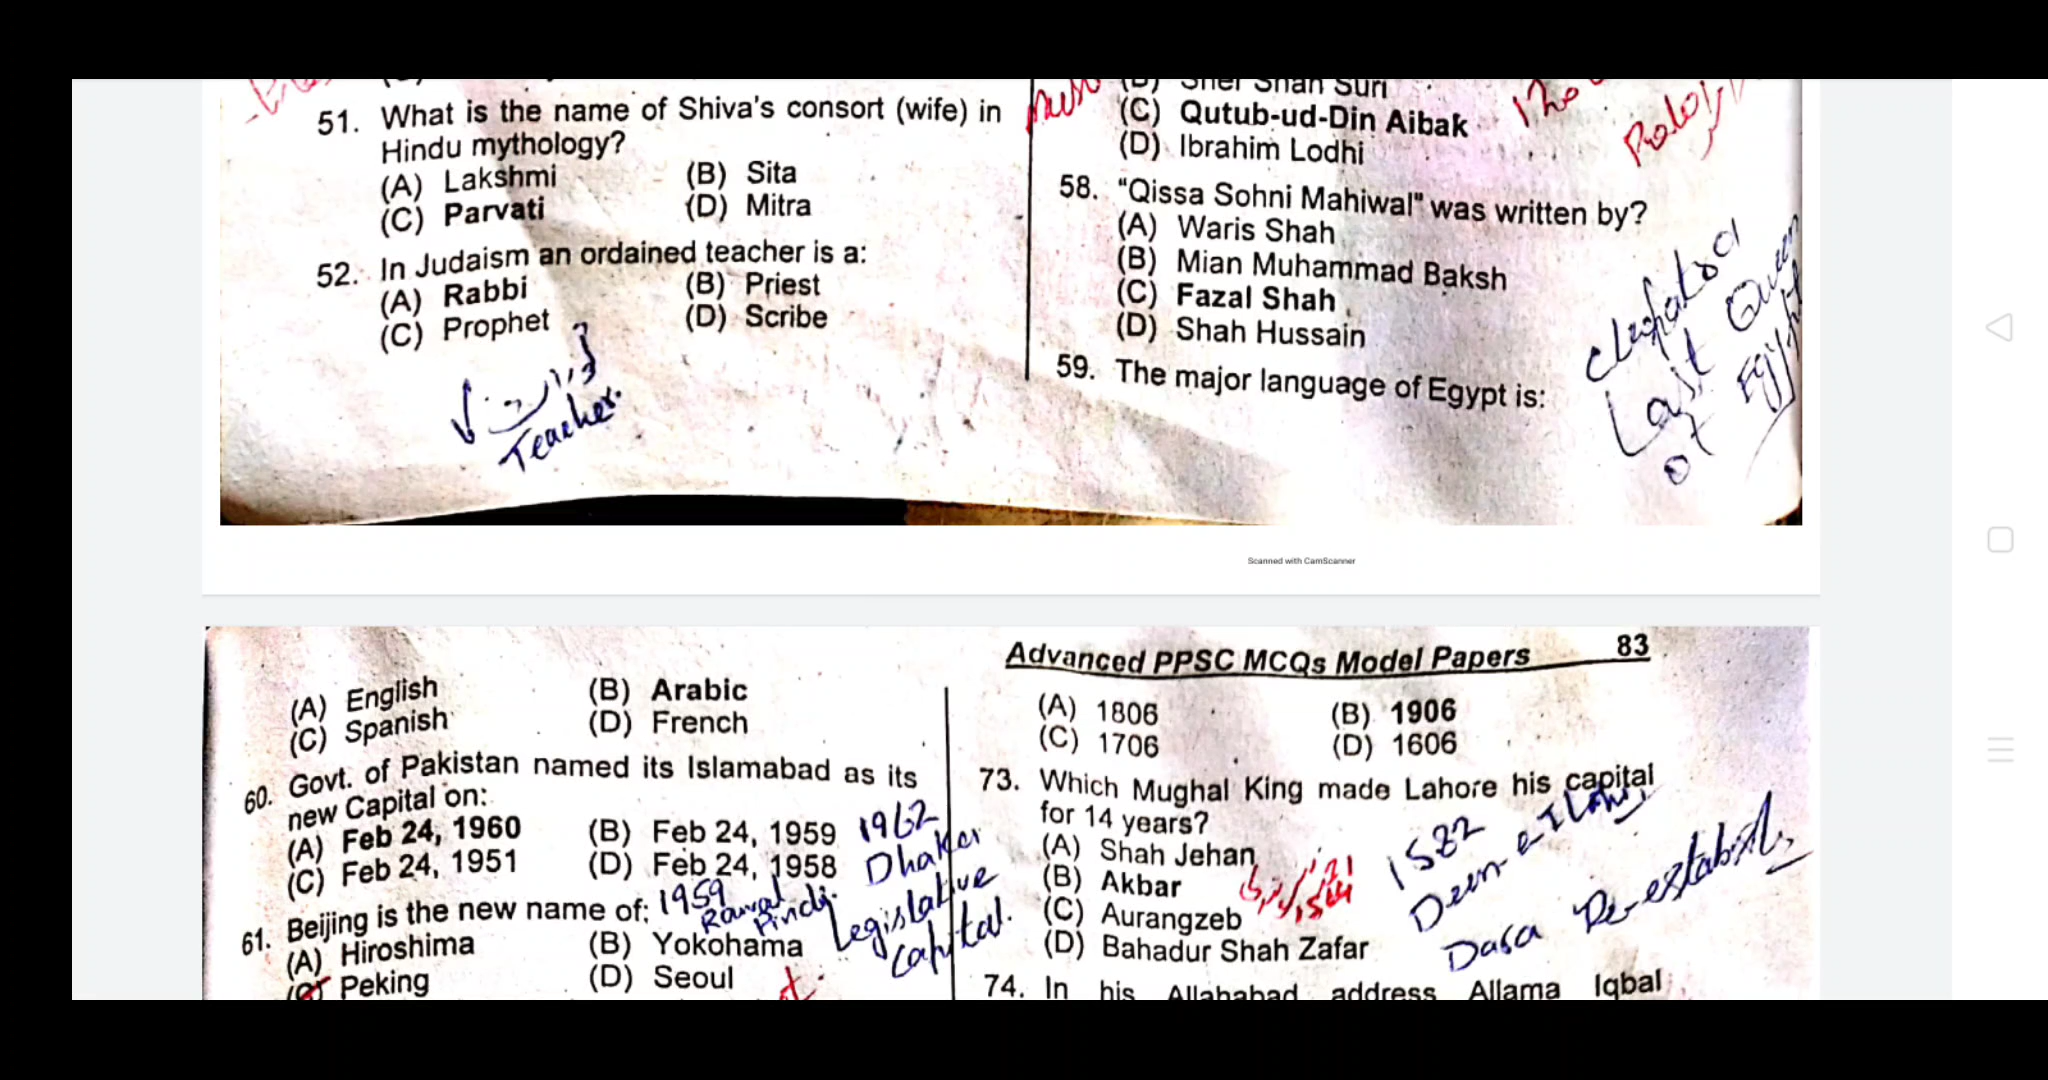 51. What is the name of Shiva's consort (wife) in
Hindu mythology?
(A) Lakshmi (B) Sita
(C) Parvati (D) Mitra
52. In Judaism an ordained teacher is a:
(A) Rabbi (B) Priest
(C) Prophet (D) Scribe
Teacher.
(B) Sher Shah Suri
(C) Qutub-ud-Din Aibak
(D) Ibrahim Lodhi
58. "Qissa Sohni Mahiwal" was written by?
(A) Waris Shah
(B) Mian Muhammad Baksh
(C) Fazal Shah
(D) Shah Hussain
59. The major language of Egypt is:
Last Queen
of Egypt
Scanned with CamScanner
(A) English (B) Arabic
(C) Spanish (D) French
60. Govt. of Pakistan named its Islamabad as its
new Capital on:
(A) Feb 24, 1960 (B) Feb 24, 1959
(C) Feb 24, 1951 (D) Feb 24, 1958
1962
Dhaka
Legislative
Capital.
61. Beijing is the new name of:
1959
Rawal
Pindi.
(A) Hiroshima (B) Yokohama
Peking (D) Seoul
Advanced PPSC MCQs Model Papers 83
(A) 1806 (B) 1906
(C) 1706 (D) 1606
73. Which Mughal King made Lahore his capital
for 14 years?
(A) Shah Jehan
(B) Akbar
(C) Aurangzeb
(D) Bahadur Shah Zafar
1582
Deen-e-Ilahi,
74. In his Allahabad address Allama Iqbal